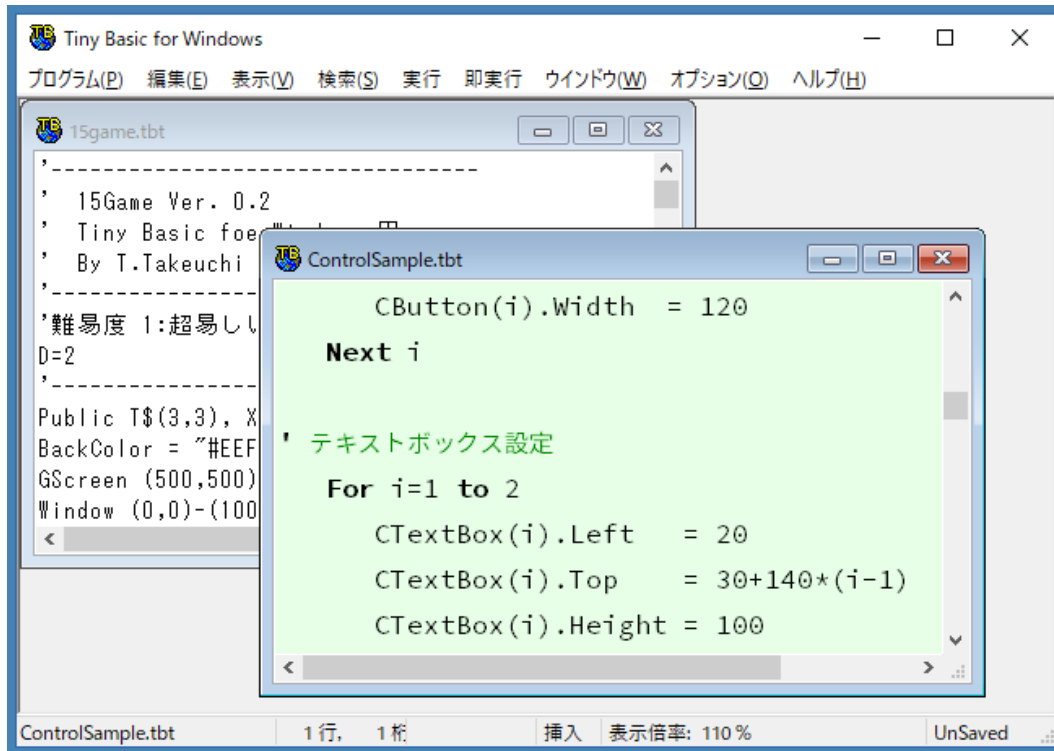 Tiny Basic for Windows
プログラム(P) 編集(E) 表示(V) 検索(S) 実行 即実行 ウインドウ(W) オプション(O) ヘルプ(H)
15game.tbt
'----------------------------------
' 15Game Ver. 0.2
' Tiny Basic foe
' By T.Takeuchi
'-----------------
'難易度 1:超易しい
D=2
'-----------------
Public T$(3,3), X
BackColor = "#EEF
GScreen (500,500)
Window (0,0)-(100
ControlSample.tbt
CButton(i).Width = 120
Next i
' テキストボックス設定
For i=1 to 2
CTextBox(i).Left = 20
CTextBox(i).Top = 30+140*(i-1)
CTextBox(i).Height = 100
ControlSample.tbt 1 行, 1 桁 挿入 表示倍率: 110 % UnSaved